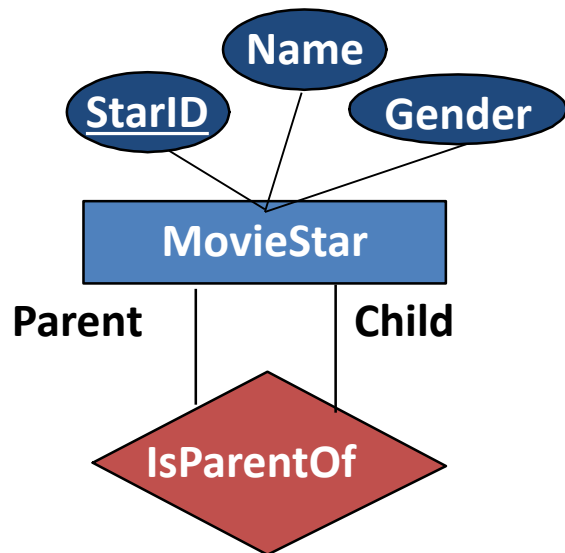 Name
StarID
Gender
MovieStar
Parent
Child
IsParentOf